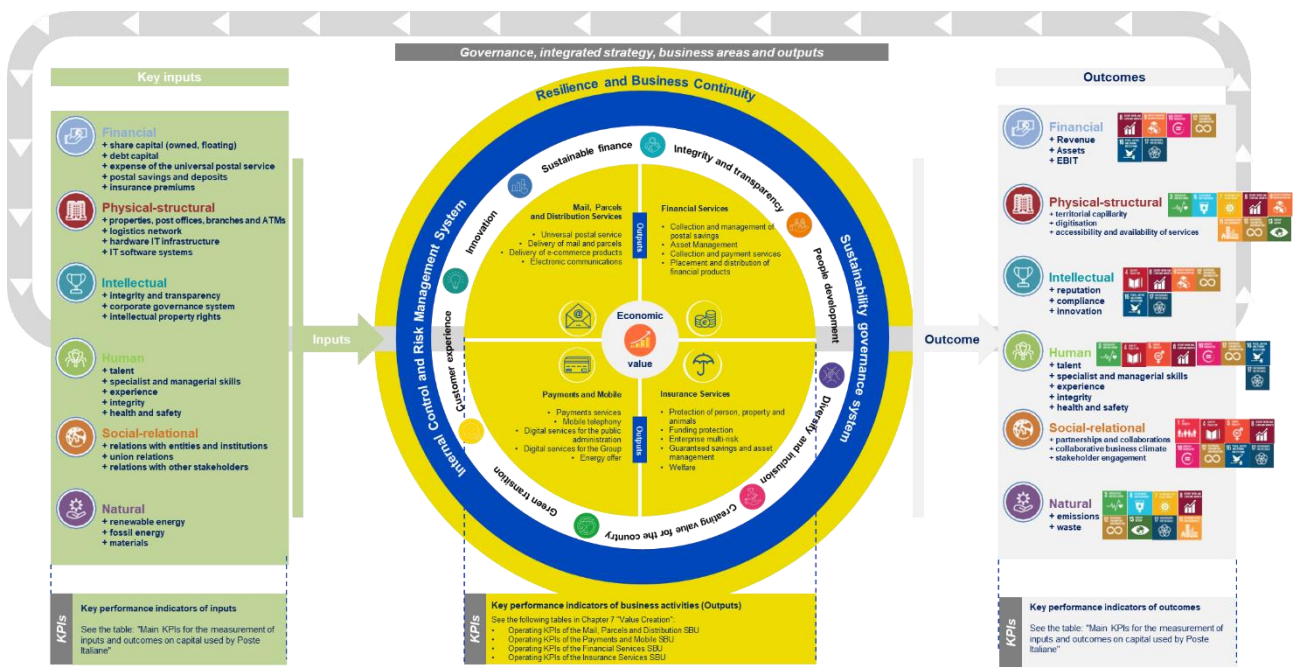 Governance, integrated strategy, business areas and outputs
Key inputs
Financial
+ share capital (owned, floating)
+ debt capital
+ expense of the universal postal service
+ postal savings and deposits
+ insurance premiums
Physical-structural
+ properties, post offices, branches and ATMs
+ logistics network
+ hardware IT infrastructure
+ IT software systems
Intellectual
+ integrity and transparency
+ corporate governance system
+ intellectual property rights
Human
+ talent
+ specialist and managerial skills
+ experience
+ integrity
+ health and safety
Social-relational
+ relations with entities and institutions
+ union relations
+ relations with other stakeholders
Natural
+ renewable energy
+ fossil energy
+ materials
Inputs
Resilience and Business Continuity
Internal Control and Risk Management System
Sustainability governance system
Sustainable finance
Integrity and transparency
People development
Diversity and inclusion
Creating value for the country
Green transition
Customer experience
Innovation
Mail, Parcels
and Distribution Services
• Universal postal service
• Delivery of mail and parcels
• Delivery of e-commerce products
• Electronic communications
Outputs
Financial Services
• Collection and management of
postal savings
• Asset Management
• Collection and payment services
• Placement and distribution of
financial products
Economic
value
Payments and Mobile
• Payments services
• Mobile telephony
• Digital services for the public
administration
• Digital services for the Group
• Energy offer
Outputs
Insurance Services
• Protection of person, property and
animals
• Funding protection
• Enterprise multi-risk
• Guaranteed savings and asset
management
• Welfare
Outcome
Outcomes
Financial
+ Revenue
+ Assets
+ EBIT
Physical-structural
+ territorial capillarity
+ digitisation
+ accessibility and availability of services
Intellectual
+ reputation
+ compliance
+ innovation
Human
+ talent
+ specialist and managerial skills
+ experience
+ integrity
+ health and safety
Social-relational
+ partnerships and collaborations
+ collaborative business climate
+ stakeholder engagement
Natural
+ emissions
+ waste
KPIs
Key performance indicators of inputs
See the table: "Main KPIs for the measurement of
inputs and outcomes on capital used by Poste
Italiane"
KPIs
Key performance indicators of business activities (Outputs)
See the following tables in Chapter 7 "Value Creation":
• Operating KPIs of the Mail, Parcels and Distribution SBU
• Operating KPIs of the Payments and Mobile SBU
• Operating KPIs of the Financial Services SBU
• Operating KPIs of the Insurance Services SBU
KPIs
Key performance indicators of outcomes
See the table: "Main KPIs for the measurement of
inputs and outcomes on capital used by Poste
Italiane"